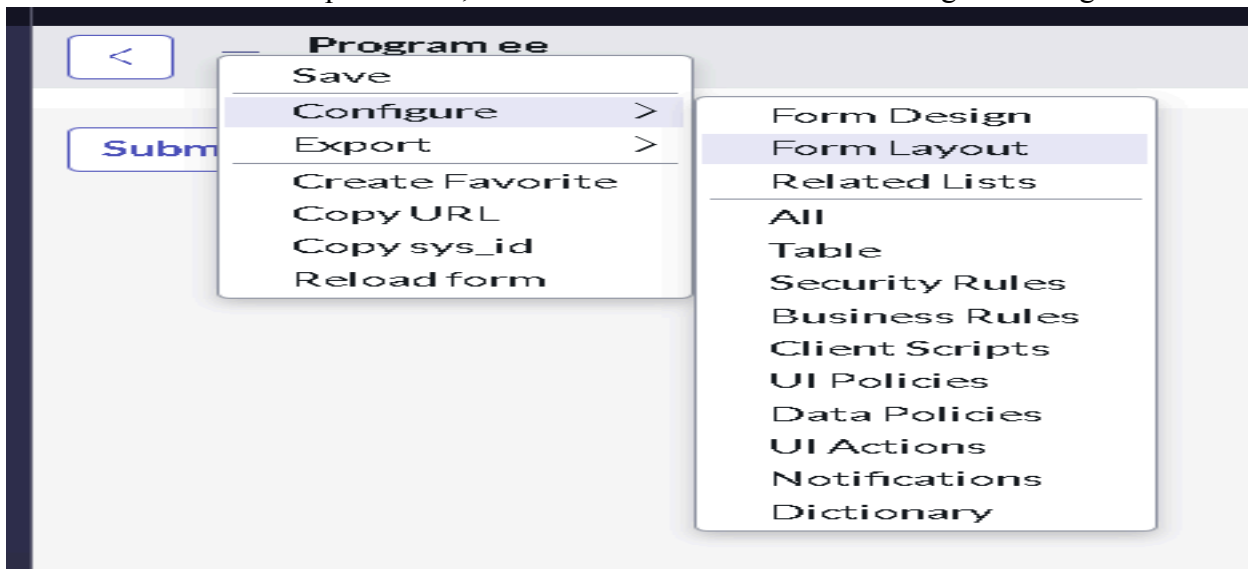 <
Program ee
Save
Configure >
Export >
Create Favorite
Copy URL
Copy sys_id
Reload form
Subm
Form Design
Form Layout
Related Lists
All
Table
Security Rules
Business Rules
Client Scripts
UI Policies
Data Policies
UI Actions
Notifications
Dictionary